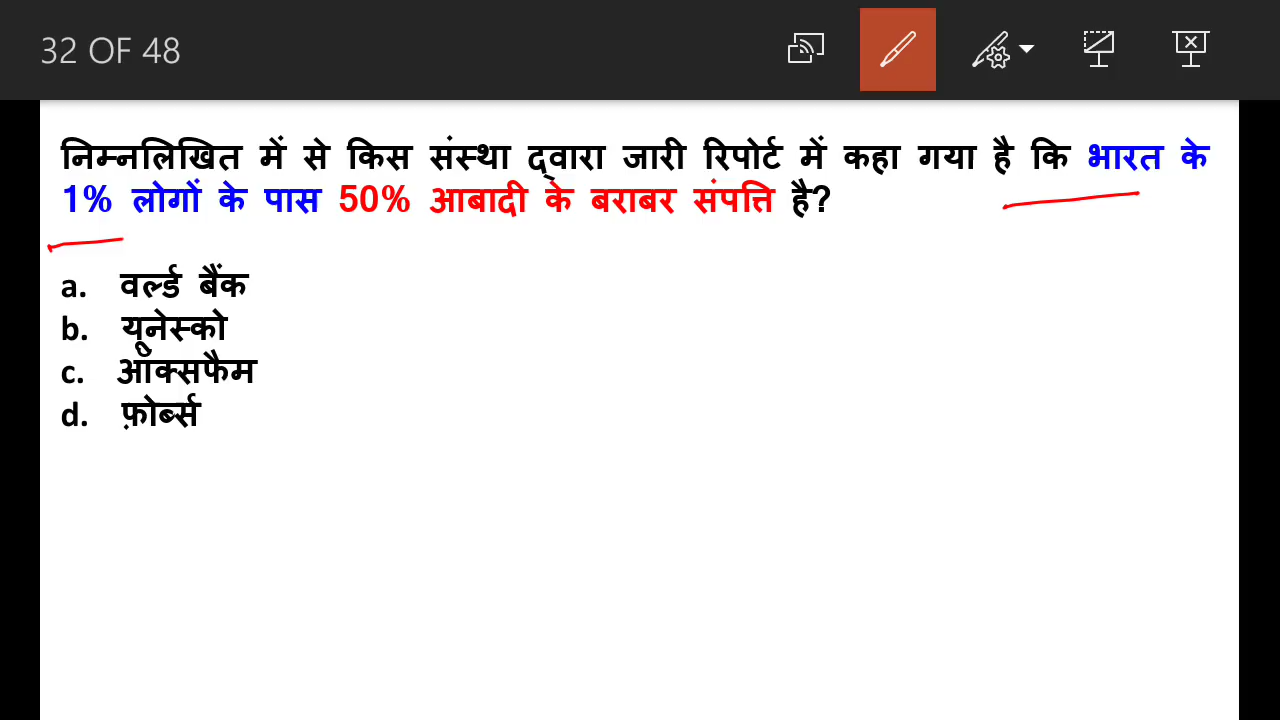 32 OF 48
निम्नलिखित में से किस संस्था द्वारा जारी रिपोर्ट में कहा गया है कि भारत के
1% लोगों के पास 50% आबादी के बराबर संपत्ति है?
a. वर्ल्ड बैंक
b. यूनेस्को
c. ऑक्सफैम
d. फ़ोर्ब्स